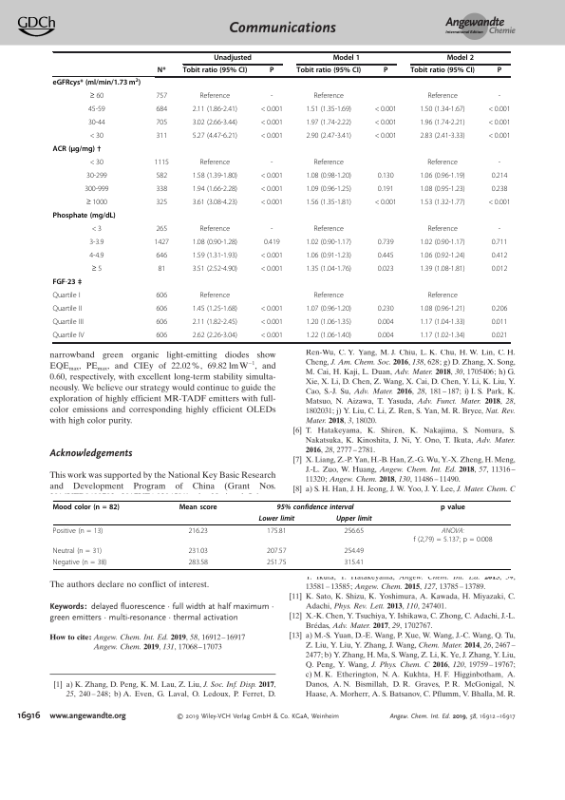 GDCh
Communications
Angewandte
International Edition
Chemie
Unadjusted Model 1 Model 2
N* Tobit ratio (95% CI) P Tobit ratio (95% CI) P Tobit ratio (95% CI) P
eGFRcys* (ml/min/1.73 m²)
≥ 60 757 Reference - Reference Reference -
45-59 684 2.11 (1.86-2.41) < 0.001 1.51 (1.35-1.69) < 0.001 1.50 (1.34-1.67) < 0.001
30-44 705 3.02 (2.66-3.44) < 0.001 1.97 (1.74-2.22) < 0.001 1.96 (1.74-2.21) < 0.001
< 30 311 5.27 (4.47-6.21) < 0.001 2.90 (2.47-3.41) < 0.001 2.83 (2.41-3.33) < 0.001
ACR (µg/mg) †
< 30 1115 Reference - Reference Reference -
30-299 582 1.58 (1.39-1.80) < 0.001 1.08 (0.98-1.20) 0.130 1.06 (0.96-1.19) 0.214
300-999 338 1.94 (1.66-2.28) < 0.001 1.09 (0.96-1.25) 0.191 1.08 (0.95-1.23) 0.238
≥ 1000 325 3.61 (3.08-4.23) < 0.001 1.56 (1.35-1.81) < 0.001 1.53 (1.32-1.77) < 0.001
Phosphate (mg/dL)
< 3 265 Reference - Reference Reference -
3-3.9 1427 1.08 (0.90-1.28) 0.419 1.02 (0.90-1.17) 0.739 1.02 (0.90-1.17) 0.711
4-4.9 646 1.59 (1.31-1.93) < 0.001 1.06 (0.91-1.23) 0.445 1.06 (0.92-1.24) 0.412
≥ 5 81 3.51 (2.52-4.90) < 0.001 1.35 (1.04-1.76) 0.023 1.39 (1.08-1.81) 0.012
FGF-23 ‡
Quartile I 606 Reference Reference Reference
Quartile II 606 1.45 (1.25-1.68) < 0.001 1.07 (0.96-1.20) 0.230 1.08 (0.96-1.21) 0.206
Quartile III 606 2.11 (1.82-2.45) < 0.001 1.20 (1.06-1.35) 0.004 1.17 (1.04-1.33) 0.011
Quartile IV 606 2.62 (2.26-3.04) < 0.001 1.22 (1.06-1.40) 0.004 1.17 (1.02-1.34) 0.021
narrowband green organic light-emitting diodes show
EQEmax, PEmax, and CIEy of 22.02 %, 69.82 lm W⁻¹, and
0.60, respectively, with excellent long-term stability simulta-
neously. We believe our strategy would continue to guide the
exploration of highly efficient MR-TADF emitters with full-
color emissions and corresponding highly efficient OLEDs
with high color purity.
Acknowledgements
This work was supported by the National Key Basic Research
and Development Program of China (Grant Nos.
Ren-Wu, C. Y. Yang, M. J. Chiu, L. K. Chu, H. W. Lin, C. H.
Cheng, J. Am. Chem. Soc. 2016, 138, 628; g) D. Zhang, X. Song,
M. Cai, H. Kaji, L. Duan, Adv. Mater. 2018, 30, 1705406; h) G.
Xie, X. Li, D. Chen, Z. Wang, X. Cai, D. Chen, Y. Li, K. Liu, Y.
Cao, S.-J. Su, Adv. Mater. 2016, 28, 181 – 187; i) I. S. Park, K.
Matsuo, N. Aizawa, T. Yasuda, Adv. Funct. Mater. 2018, 28,
1802031; j) Y. Liu, C. Li, Z. Ren, S. Yan, M. R. Bryce, Nat. Rev.
Mater. 2018, 3, 18020.
[6] T. Hatakeyama, K. Shiren, K. Nakajima, S. Nomura, S.
Nakatsuka, K. Kinoshita, J. Ni, Y. Ono, T. Ikuta, Adv. Mater.
2016, 28, 2777 – 2781.
[7] X. Liang, Z.-P. Yan, H.-B. Han, Z.-G. Wu, Y.-X. Zheng, H. Meng,
J.-L. Zuo, W. Huang, Angew. Chem. Int. Ed. 2018, 57, 11316 –
11320; Angew. Chem. 2018, 130, 11486 – 11490.
[8] a) S. H. Han, J. H. Jeong, J. W. Yoo, J. Y. Lee, J. Mater. Chem. C
Mood color (n = 82) Mean score 95% confidence interval p value
Lower limit Upper limit
Positive (n = 13) 216.23 175.81 256.65 ANOVA:
f (2,79) = 5.137; p = 0.008
Neutral (n = 31) 231.03 207.57 254.49
Negative (n = 38) 283.58 251.75 315.41
The authors declare no conflict of interest.
Keywords: delayed fluorescence · full width at half maximum ·
green emitters · multi-resonance · thermal activation
How to cite: Angew. Chem. Int. Ed. 2019, 58, 16912 – 16917
Angew. Chem. 2019, 131, 17068 – 17073
[1] a) K. Zhang, D. Peng, K. M. Lau, Z. Liu, J. Soc. Inf. Disp. 2017,
25, 240 – 248; b) A. Even, G. Laval, O. Ledoux, P. Ferret, D.
T. Ikuta, T. Hatakeyama, Angew. Chem. Int. Ed. 2015, 54,
13581 – 13585; Angew. Chem. 2015, 127, 13785 – 13789.
[11] K. Sato, K. Shizu, K. Yoshimura, A. Kawada, H. Miyazaki, C.
Adachi, Phys. Rev. Lett. 2013, 110, 247401.
[12] X.-K. Chen, Y. Tsuchiya, Y. Ishikawa, C. Zhong, C. Adachi, J.-L.
Brédas, Adv. Mater. 2017, 29, 1702767.
[13] a) M.-S. Yuan, D.-E. Wang, P. Xue, W. Wang, J.-C. Wang, Q. Tu,
Z. Liu, Y. Liu, Y. Zhang, J. Wang, Chem. Mater. 2014, 26, 2467 –
2477; b) Y. Zhang, H. Ma, S. Wang, Z. Li, K. Ye, J. Zhang, Y. Liu,
Q. Peng, Y. Wang, J. Phys. Chem. C 2016, 120, 19759 – 19767;
c) M. K. Etherington, N. A. Kukhta, H. F. Higginbotham, A.
Danos, A. N. Bismillah, D. R. Graves, P. R. McGonigal, N.
Haase, A. Morherr, A. S. Batsanov, C. Pflumm, V. Bhalla, M. R.
16916 www.angewandte.org © 2019 Wiley-VCH Verlag GmbH & Co. KGaA, Weinheim Angew. Chem. Int. Ed. 2019, 58, 16912 – 16917